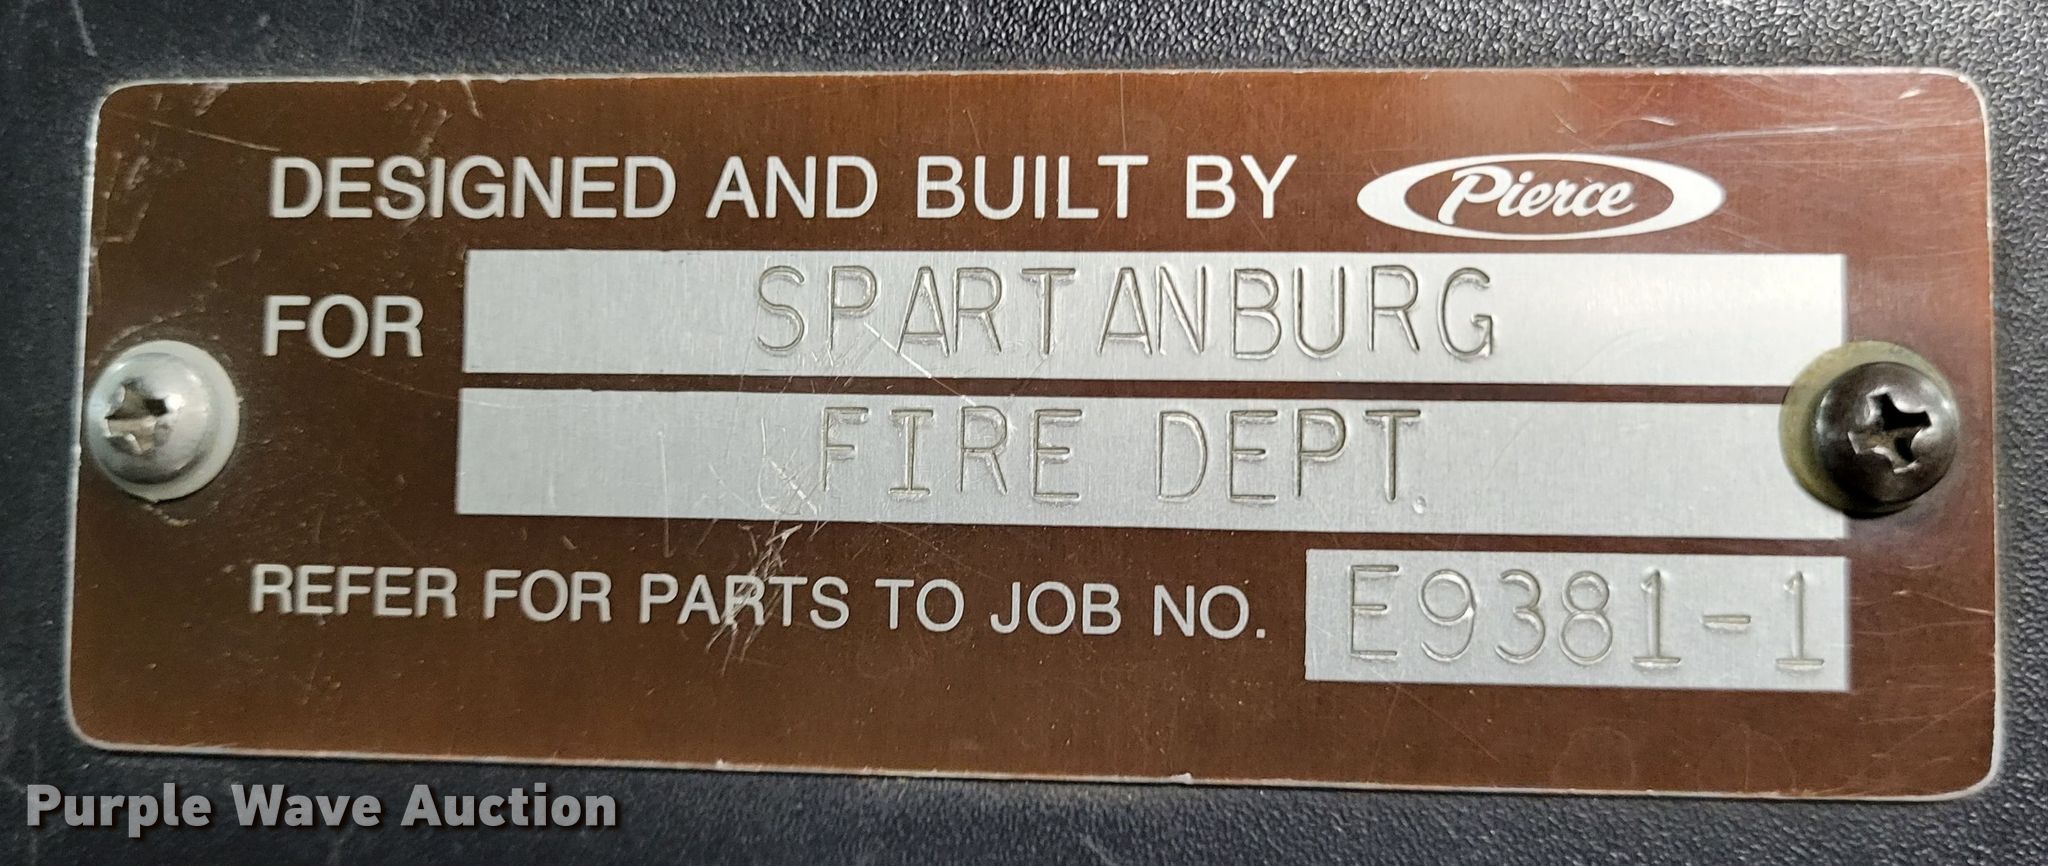 DESIGNED AND BUILT BY Pierce
FOR SPARTANBURG
FIRE DEPT.
REFER FOR PARTS TO JOB NO. E9381-1
Purple Wave Auction